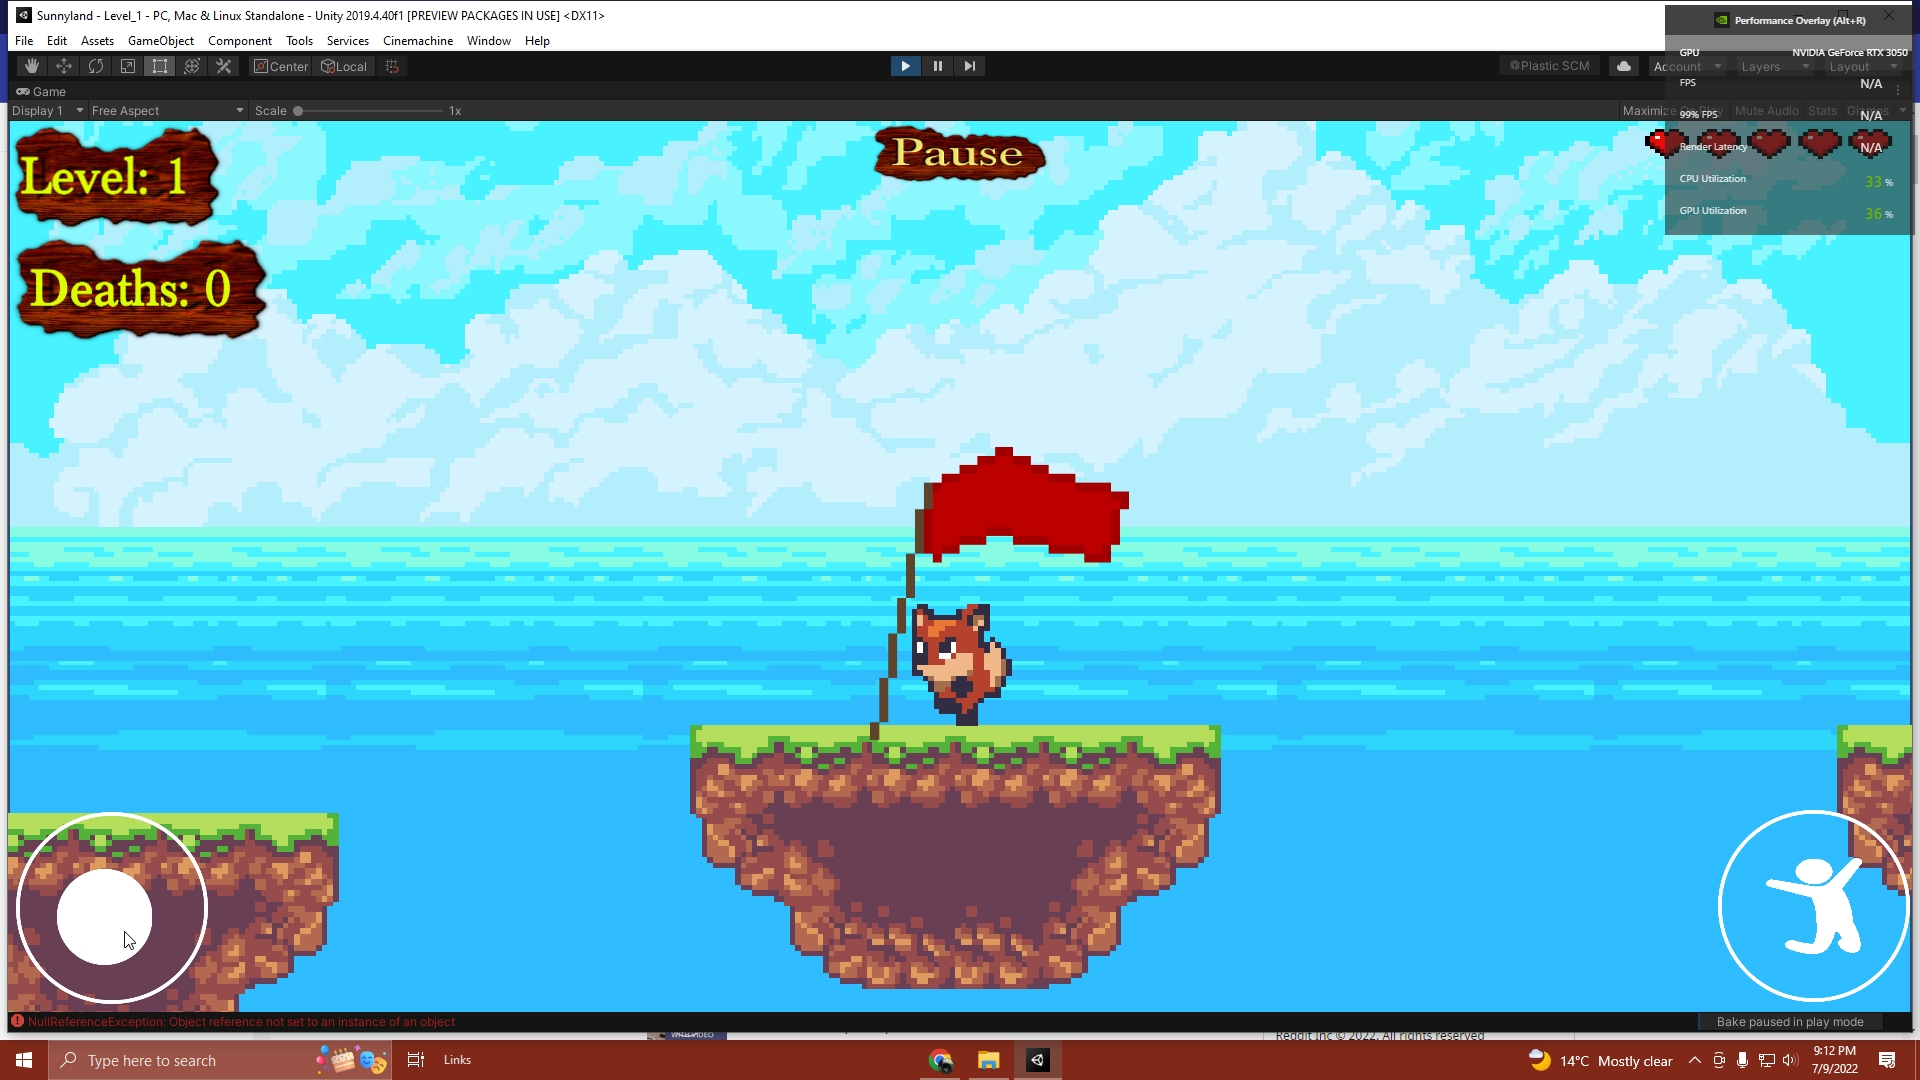 Sunnyland - Level_1 - PC, Mac & Linux Standalone - Unity 2019.4.40f1 [PREVIEW PACKAGES IN USE] <DX11>
File Edit Assets GameObject Component Tools Services Cinemachine Window Help
Performance Overlay (Alt+R)
Center Local
Plastic SCM
Account Layers Layout
GPU NVIDIA GeForce RTX 3050
FPS N/A
99% FPS N/A
Render Latency N/A
CPU Utilization 33 %
GPU Utilization 36 %
Game
Display 1 Free Aspect Scale 1x
Mute Audio Stats
Level: 1
Pause
Deaths: 0
NullReferenceException: Object reference not set to an instance of an object
Bake paused in play mode
Reddit Inc © 2022. All rights reserved
Type here to search
Links
14°C Mostly clear
9:12 PM
7/9/2022